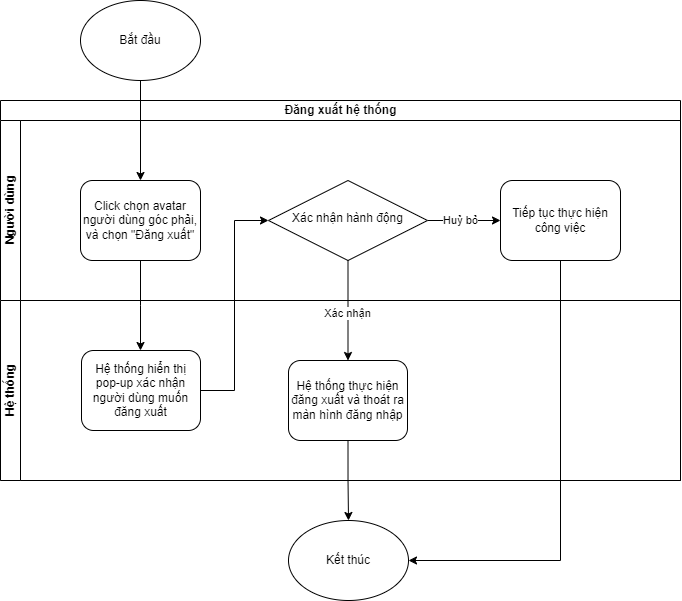 Bắt đầu
Đăng xuất hệ thống
Người dùng
Click chọn avatar
người dùng góc phải,
và chọn "Đăng xuất"
Xác nhận hành động
Huỷ bỏ
Tiếp tục thực hiện
công việc
Xác nhận
Hệ thống
Hệ thống hiển thị
pop-up xác nhận
người dùng muốn
đăng xuất
Hệ thống thực hiện
đăng xuất và thoát ra
màn hình đăng nhập
Kết thúc